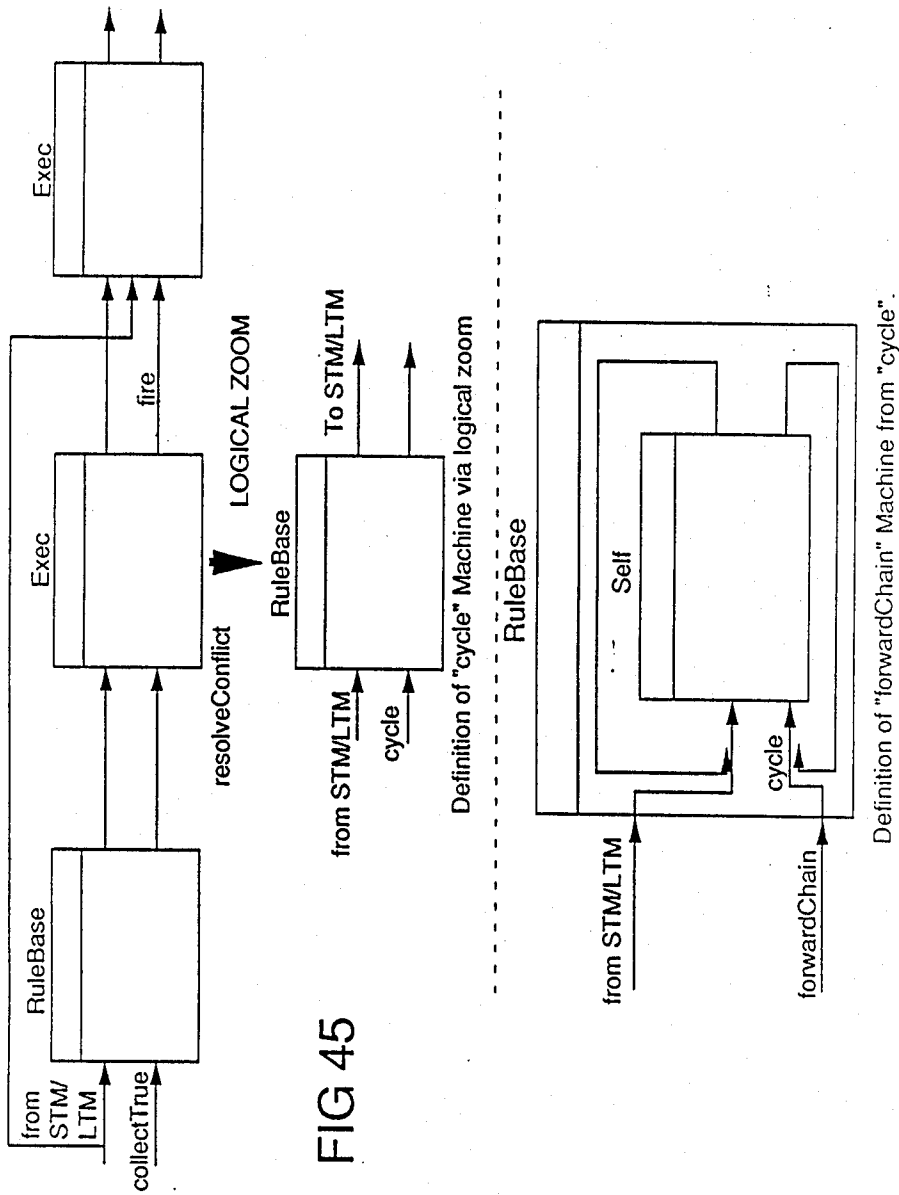 Exec
Exec
RuleBase
from
STM/
LTM
collectTrue
fire
resolveConflict
LOGICAL ZOOM
FIG 45
RuleBase
from STM/LTM
cycle
To STM/LTM
Definition of "cycle" Machine via logical zoom
RuleBase
Self
from STM/LTM
cycle
forwardChain
Definition of "forwardChain" Machine from "cycle".